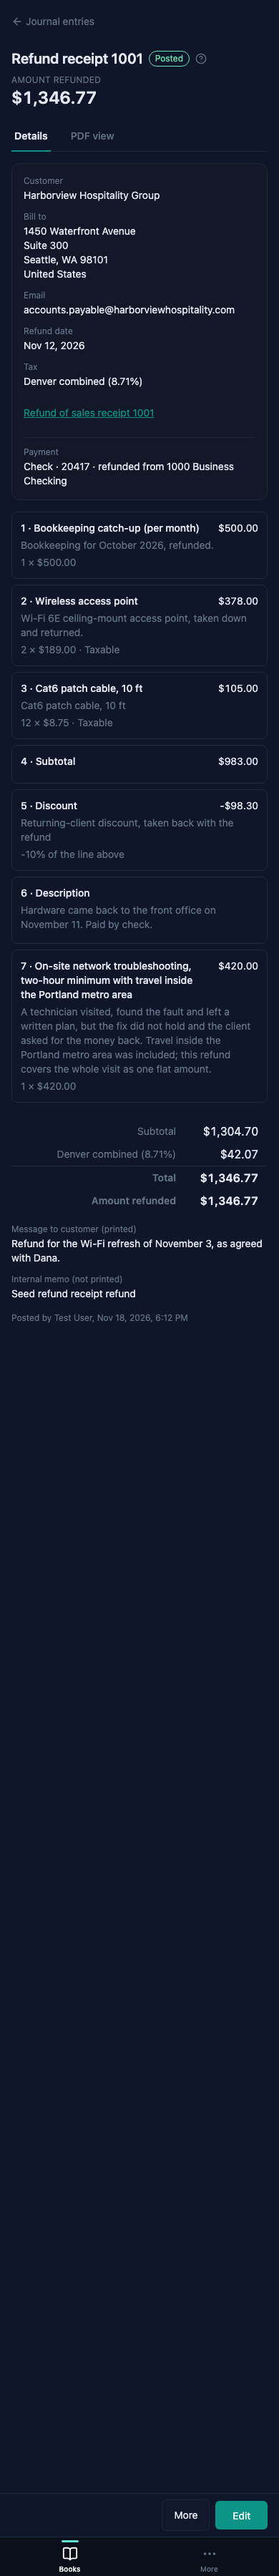 ← Journal entries
Refund receipt 1001 Posted ?
AMOUNT REFUNDED
$1,346.77
Details PDF view
Customer
Harborview Hospitality Group
Bill to
1450 Waterfront Avenue
Suite 300
Seattle, WA 98101
United States
Email
accounts.payable@harborviewhospitality.com
Refund date
Nov 12, 2026
Tax
Denver combined (8.71%)
Refund of sales receipt 1001
Payment
Check · 20417 · refunded from 1000 Business
Checking
1 · Bookkeeping catch-up (per month) $500.00
Bookkeeping for October 2026, refunded.
1 × $500.00
2 · Wireless access point $378.00
Wi-Fi 6E ceiling-mount access point, taken down
and returned.
2 × $189.00 · Taxable
3 · Cat6 patch cable, 10 ft $105.00
Cat6 patch cable, 10 ft
12 × $8.75 · Taxable
4 · Subtotal $983.00
5 · Discount -$98.30
Returning-client discount, taken back with the
refund
-10% of the line above
6 · Description
Hardware came back to the front office on
November 11. Paid by check.
7 · On-site network troubleshooting, $420.00
two-hour minimum with travel inside
the Portland metro area
A technician visited, found the fault and left a
written plan, but the fix did not hold and the client
asked for the money back. Travel inside the
Portland metro area was included; this refund
covers the whole visit as one flat amount.
1 × $420.00
Subtotal $1,304.70
Denver combined (8.71%) $42.07
Total $1,346.77
Amount refunded $1,346.77
Message to customer (printed)
Refund for the Wi-Fi refresh of November 3, as agreed
with Dana.
Internal memo (not printed)
Seed refund receipt refund
Posted by Test User, Nov 18, 2026, 6:12 PM
More Edit
Books More